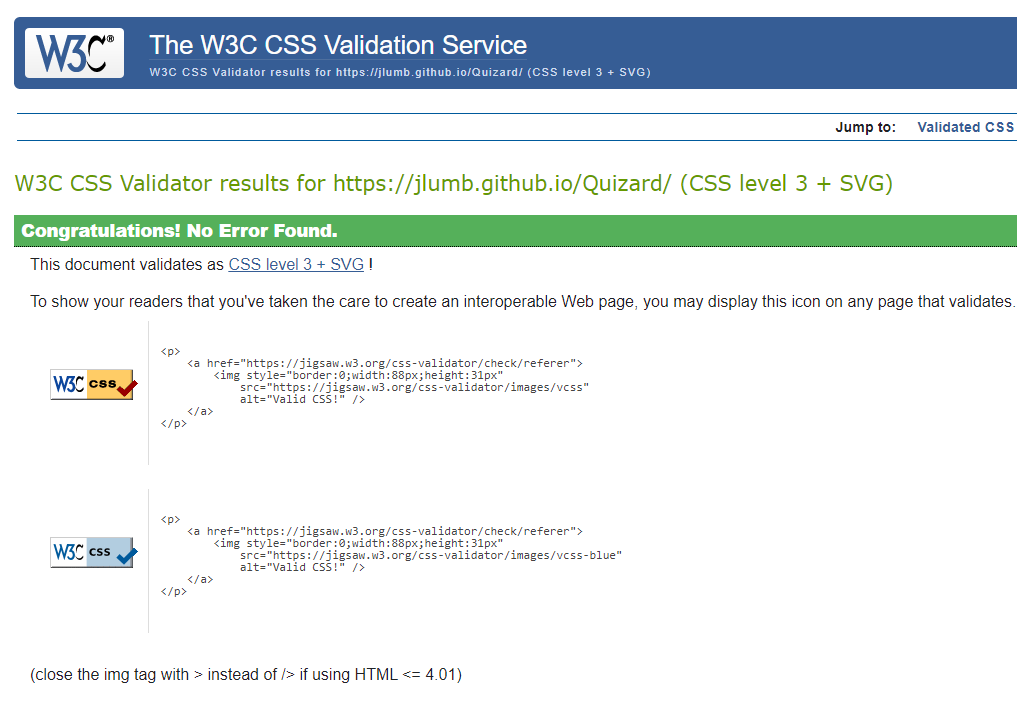 W3C®
The W3C CSS Validation Service
W3C CSS Validator results for https://jlumb.github.io/Quizard/ (CSS level 3 + SVG)
Jump to: Validated CSS
W3C CSS Validator results for https://jlumb.github.io/Quizard/ (CSS level 3 + SVG)
Congratulations! No Error Found.
This document validates as CSS level 3 + SVG !
To show your readers that you've taken the care to create an interoperable Web page, you may display this icon on any page that validates.
W3C css
<p>
<a href="https://jigsaw.w3.org/css-validator/check/referer">
<img style="border:0;width:88px;height:31px"
src="https://jigsaw.w3.org/css-validator/images/vcss"
alt="Valid CSS!" />
</a>
</p>
W3C css
<p>
<a href="https://jigsaw.w3.org/css-validator/check/referer">
<img style="border:0;width:88px;height:31px"
src="https://jigsaw.w3.org/css-validator/images/vcss-blue"
alt="Valid CSS!" />
</a>
</p>
(close the img tag with > instead of /> if using HTML <= 4.01)